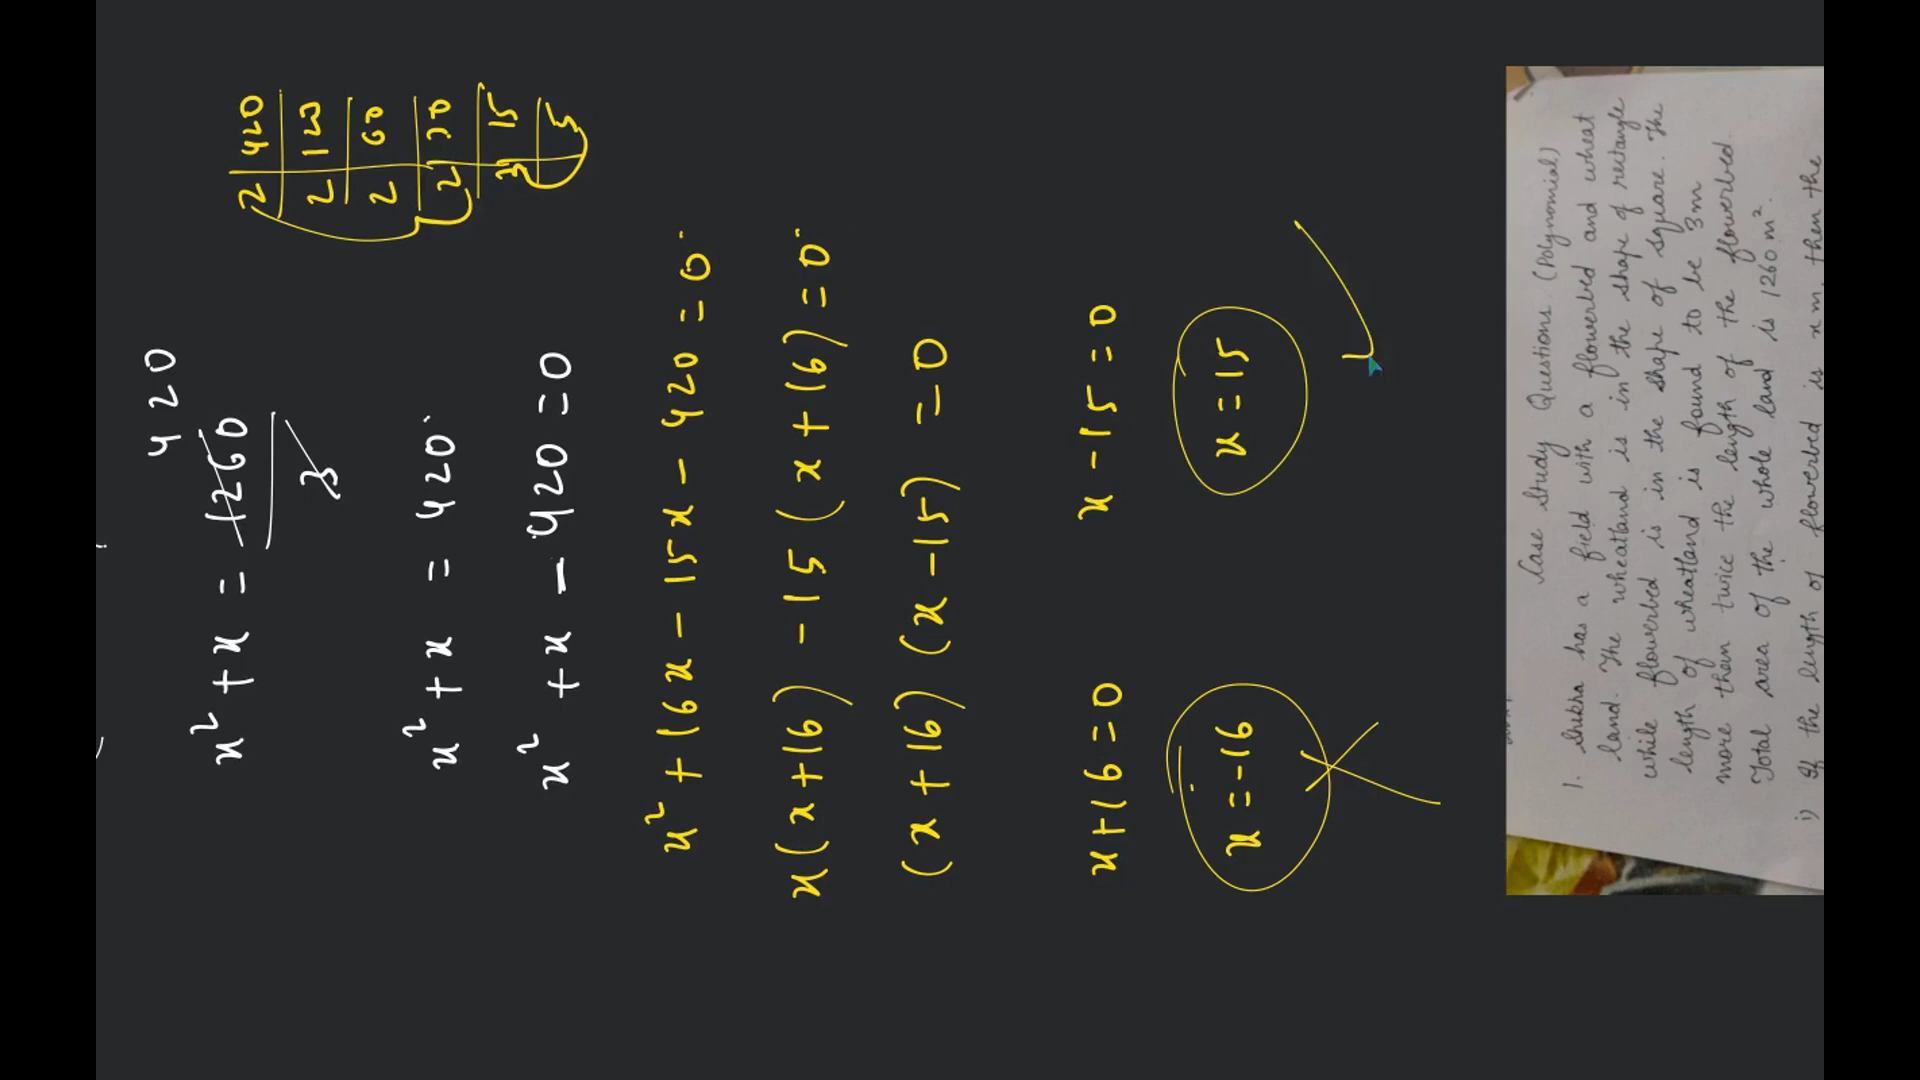 x² + x = 1260 420
3
x² + x = 420
x² + x - 420 = 0
2 420
2 120
2 60
2 30
3 15
5
x² + 16x - 15x - 420 = 0
x(x+16) - 15(x+16) = 0
(x+16) (x-15) = 0
x+16 = 0 x-15 = 0
x = -16 x = 15
Case Study Questions. (Polynomial)
1. Shikha has a field with a flowerbed and wheat
land. The wheatland is in the shape of rectangle
while flowerbed is in the shape of square. The
length of wheatland is found to be 3m
more them twice the length of the flowerbed.
Total area of the whole land is 1260 m².
i) If the length of flowerbed is x m, then the